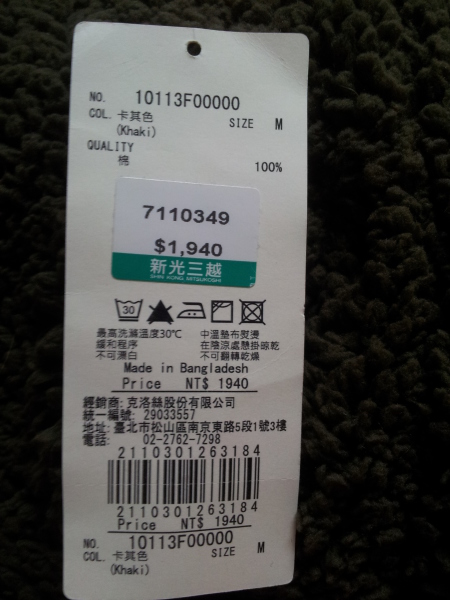 NO. 10113F00000
COL. 卡其色
(Khaki) SIZE M
QUALITY
棉 100%
7110349
$1,940
新光三越
SHIN KONG MITSUKOSHI
30
最高洗滌溫度30℃ 中溫墊布熨燙
緩和程序 在陰涼處懸掛晾乾
不可漂白 不可翻轉乾燥
Made in Bangladesh
Price NT$ 1940
經銷商: 克洛絲股份有限公司
統一編號: 29033557
地址: 臺北市松山區南京東路5段1號3樓
電話: 02-2762-7298
2110301263184
2110301263184
Price NT$ 1940
NO. 10113F00000
COL. 卡其色 SIZE M
(Khaki)